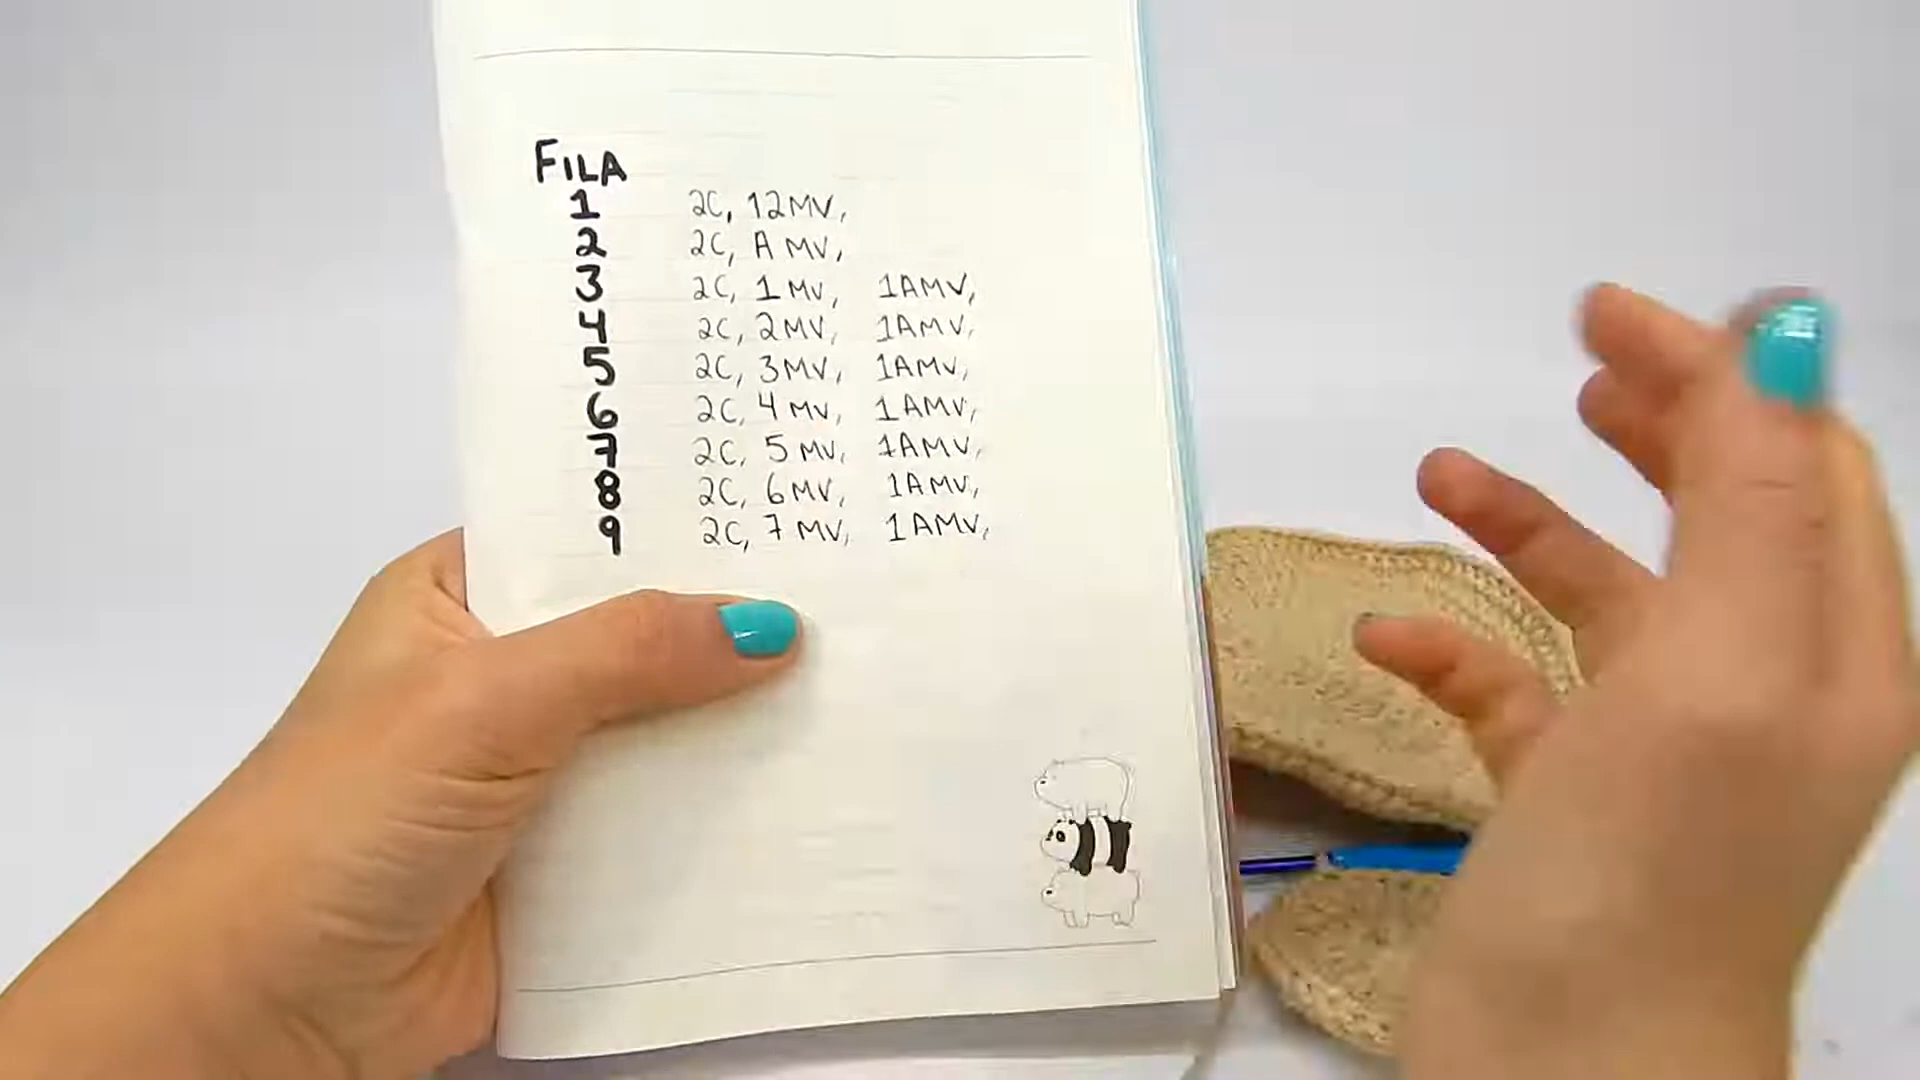 FILA
1 2C, 12MV,
2 2C, A MV,
3 2C, 1 MV, 1AMV,
4 2C, 2MV, 1AMV,
5 2C, 3MV, 1AMV,
6 2C, 4 MV, 1AMV,
7 2C, 5 MV, 1AMV,
8 2C, 6MV, 1AMV,
9 2C, 7 MV, 1AMV,